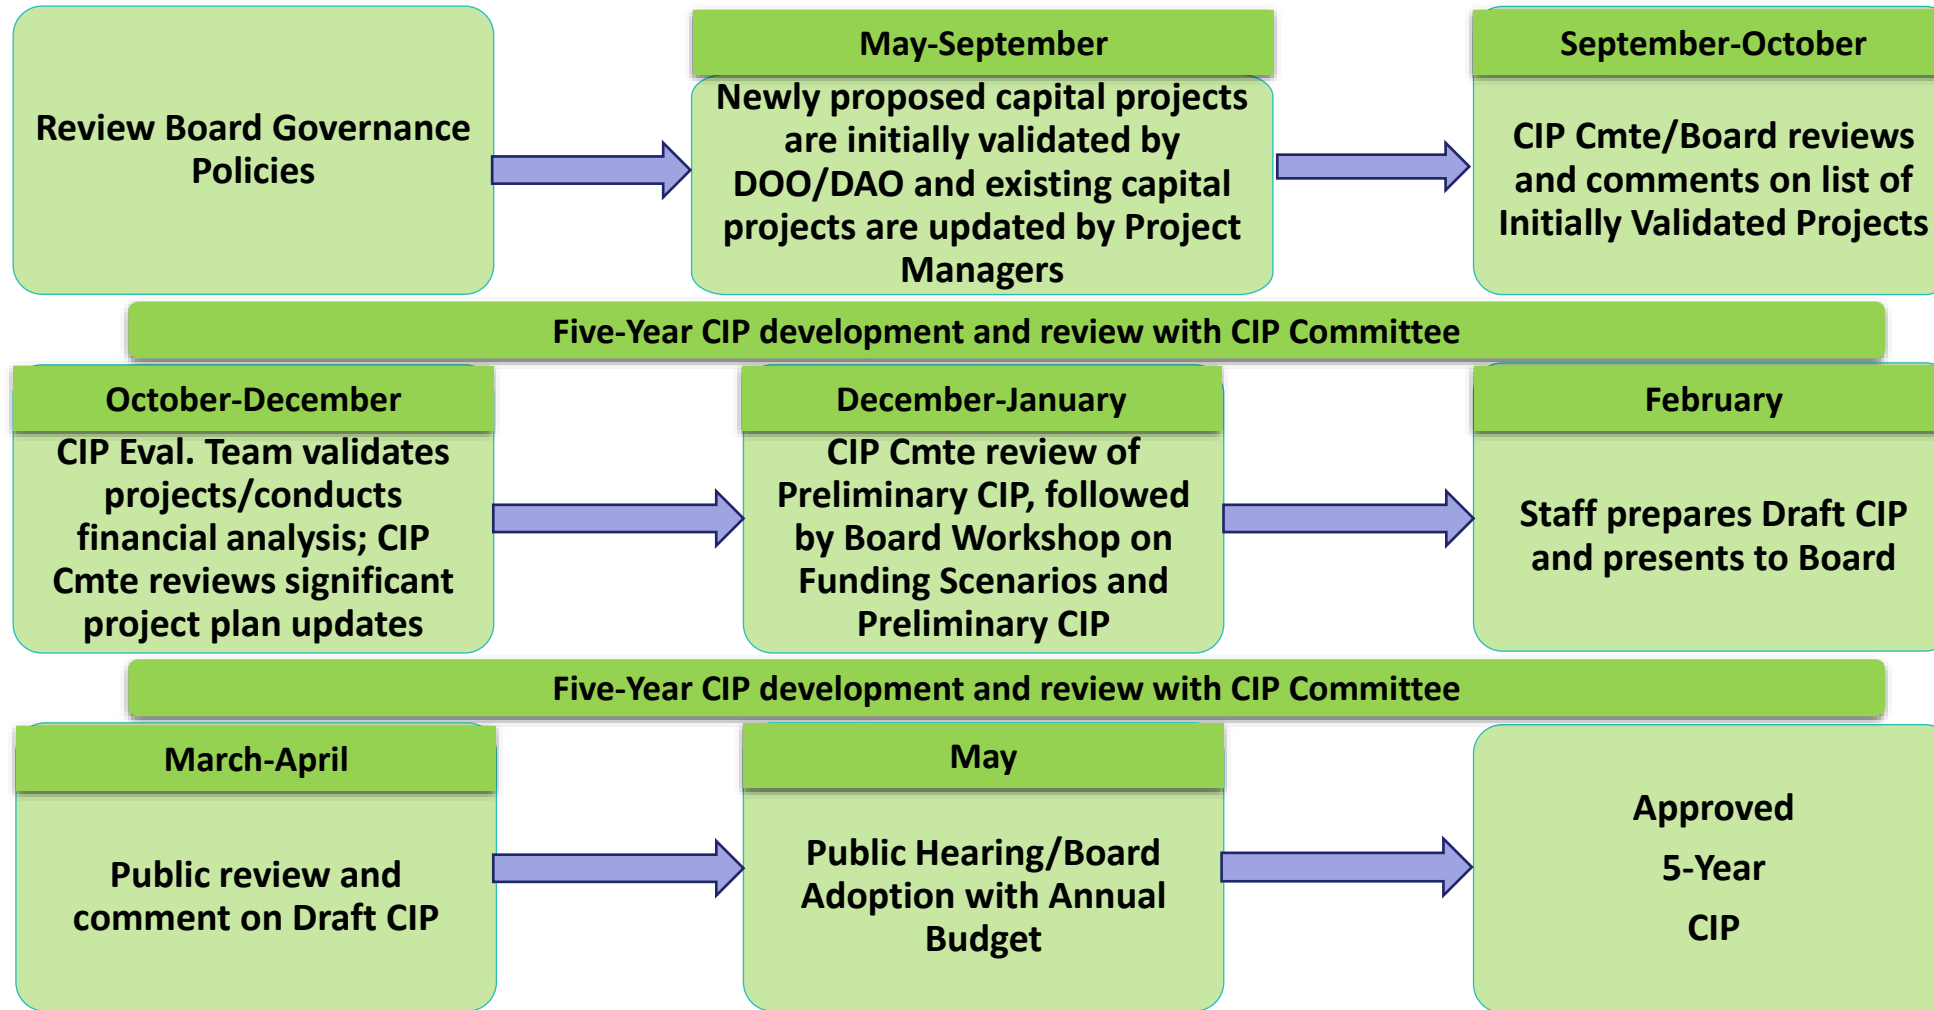 Review Board Governance
Policies
May-September
Newly proposed capital projects
are initially validated by
DOO/DAO and existing capital
projects are updated by Project
Managers
September-October
CIP Cmte/Board reviews
and comments on list of
Initially Validated Projects
Five-Year CIP development and review with CIP Committee
October-December
CIP Eval. Team validates
projects/conducts
financial analysis; CIP
Cmte reviews significant
project plan updates
December-January
CIP Cmte review of
Preliminary CIP, followed
by Board Workshop on
Funding Scenarios and
Preliminary CIP
February
Staff prepares Draft CIP
and presents to Board
Five-Year CIP development and review with CIP Committee
March-April
Public review and
comment on Draft CIP
May
Public Hearing/Board
Adoption with Annual
Budget
Approved
5-Year
CIP